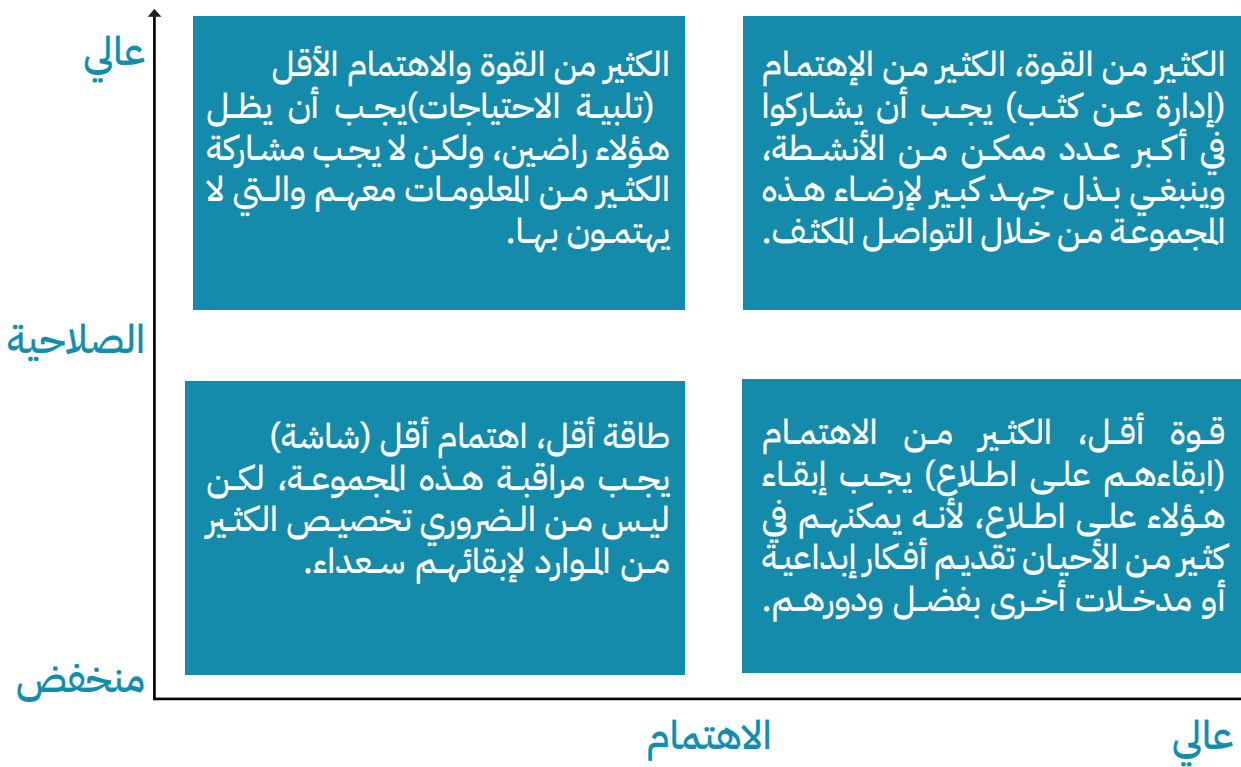 عالي
الكثير من القوة والاهتمام الأقل
(تلبية الاحتياجات)يجب أن يظل
هؤلاء راضين، ولكن لا يجب مشاركة
الكثير من المعلومات معهم والتي لا
يهتمون بها.
الكثير من القوة، الكثير من الإهتمام
(إدارة عن كثب) يجب أن يشاركوا
في أكبر عدد ممكن من الأنشطة،
وينبغي بذل جهد كبير لإرضاء هذه
المجموعة من خلال التواصل المكثف.
الصلاحية
طاقة أقل، اهتمام أقل (شاشة)
يجب مراقبة هذه المجموعة، لكن
ليس من الضروري تخصيص الكثير
من الموارد لإبقائهم سعداء.
قوة أقل، الكثير من الاهتمام
(ابقاءهم على اطلاع) يجب إبقاء
هؤلاء على اطلاع، لأنه يمكنهم في
كثير من الأحيان تقديم أفكار إبداعية
أو مدخلات أخرى بفضل ودورهم.
منخفض
الاهتمام
عالي